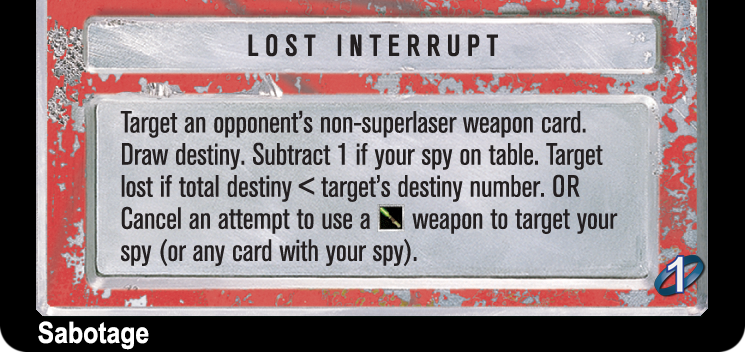 LOST INTERRUPT
Target an opponent's non-superlaser weapon card.
Draw destiny. Subtract 1 if your spy on table. Target
lost if total destiny < target's destiny number. OR
Cancel an attempt to use a weapon to target your
spy (or any card with your spy).
1
Sabotage